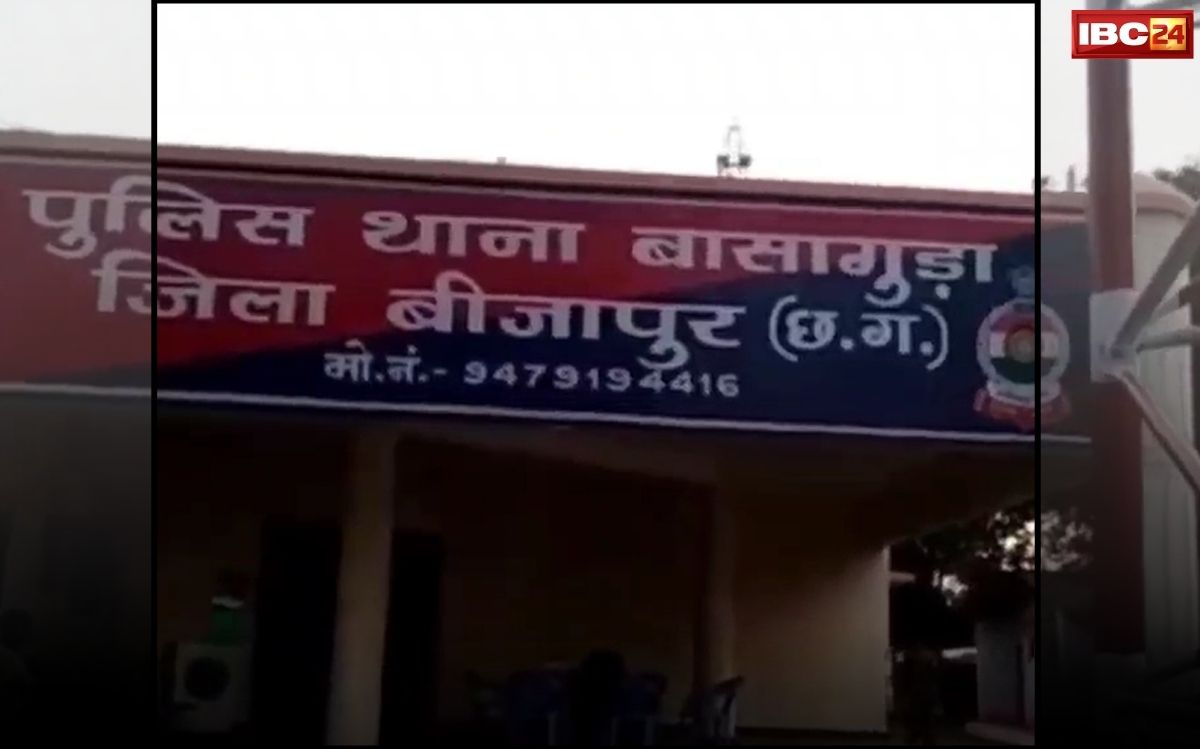 IBC24
पुलिस थाना बासागुड़ा
जिला बीजापुर (छ.ग.)
मो.नं.- 9479194416